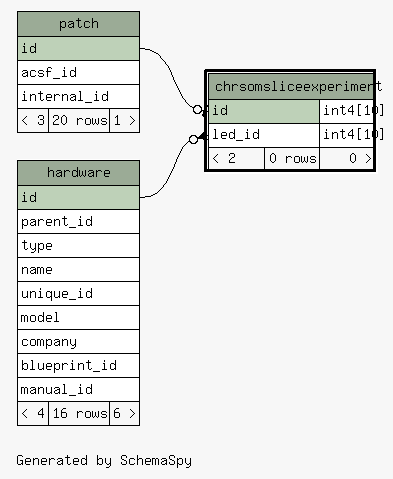 patch
id
acsf_id
internal_id
< 3 20 rows 1 >
chrsomsliceexperiment
id int4[10]
led_id int4[10]
< 2 0 rows 0 >
hardware
id
parent_id
type
name
unique_id
model
company
blueprint_id
manual_id
< 4 16 rows 6 >
Generated by SchemaSpy